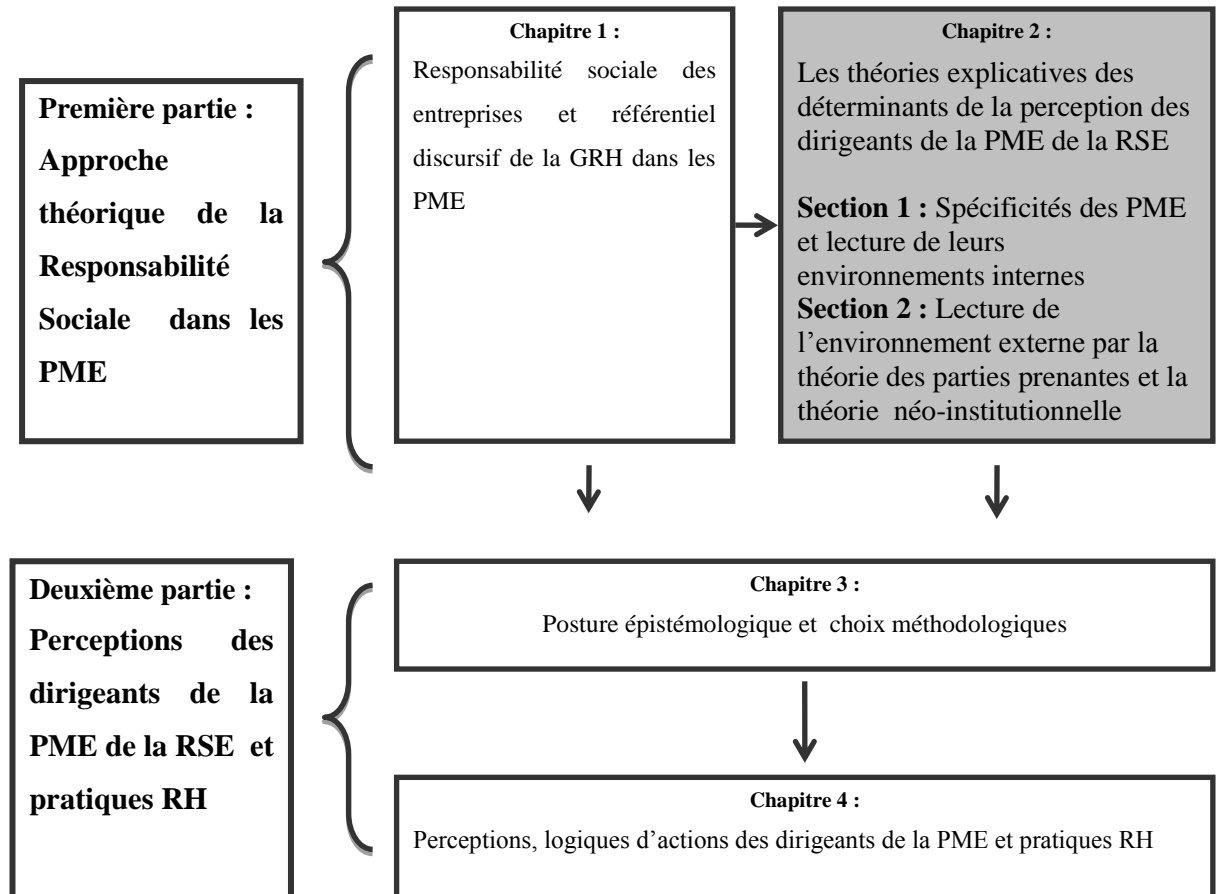 Première partie :
Approche
théorique de la
Responsabilité
Sociale dans les
PME
Chapitre 1 :
Responsabilité sociale des
entreprises et référentiel
discursif de la GRH dans les
PME
Chapitre 2 :
Les théories explicatives des
déterminants de la perception des
dirigeants de la PME de la RSE
Section 1 : Spécificités des PME
et lecture de leurs
environnements internes
Section 2 : Lecture de
l’environnement externe par la
théorie des parties prenantes et la
théorie néo-institutionnelle
Deuxième partie :
Perceptions des
dirigeants de la
PME de la RSE et
pratiques RH
Chapitre 3 :
Posture épistémologique et choix méthodologiques
Chapitre 4 :
Perceptions, logiques d’actions des dirigeants de la PME et pratiques RH